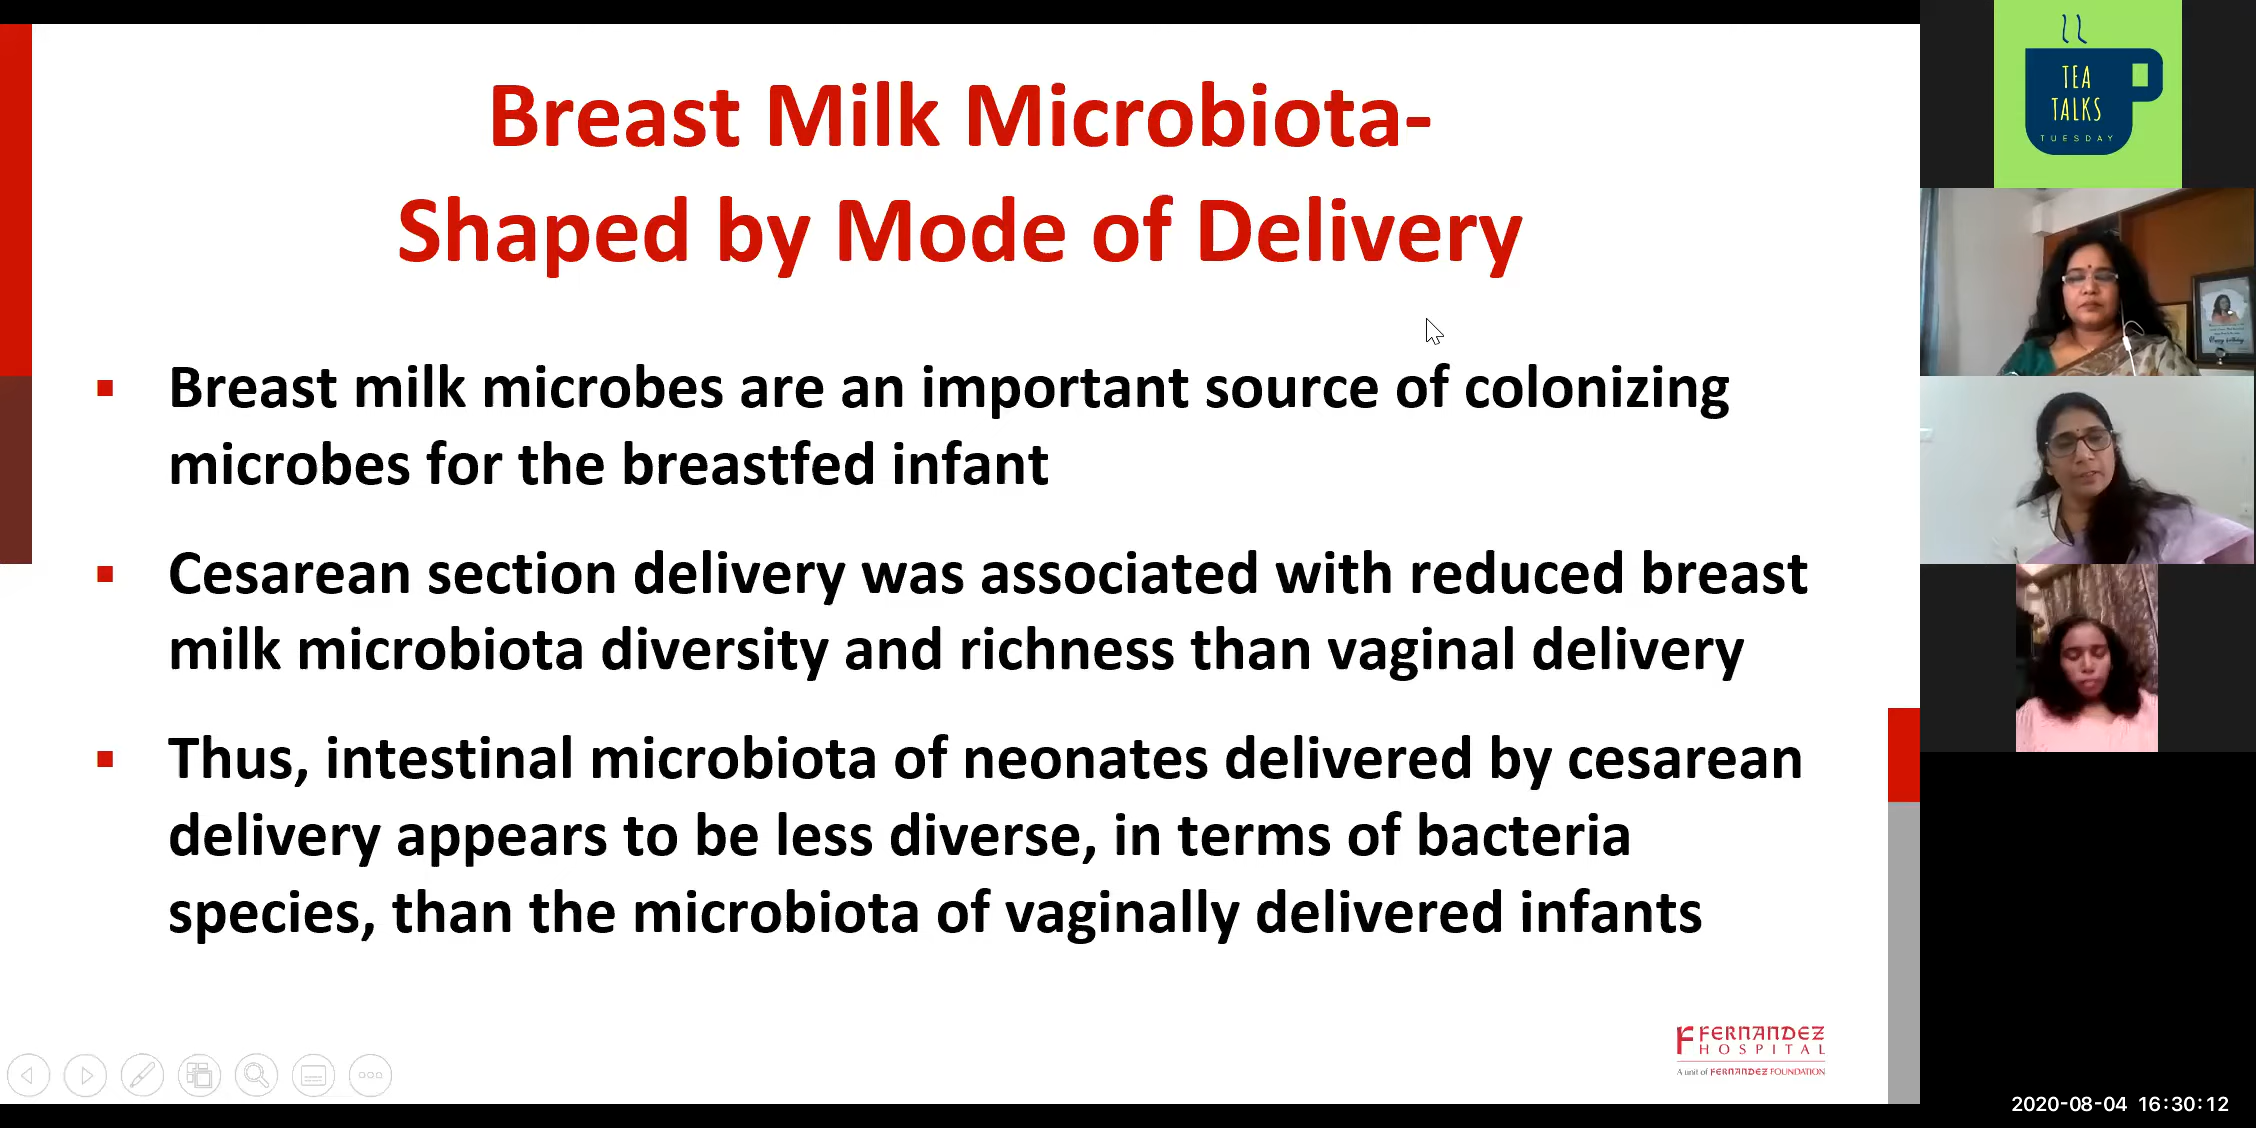 Breast Milk Microbiota-
Shaped by Mode of Delivery
▪ Breast milk microbes are an important source of colonizing
microbes for the breastfed infant
▪ Cesarean section delivery was associated with reduced breast
milk microbiota diversity and richness than vaginal delivery
▪ Thus, intestinal microbiota of neonates delivered by cesarean
delivery appears to be less diverse, in terms of bacteria
species, than the microbiota of vaginally delivered infants
FERNANDEZ
HOSPITAL
A unit of FERNANDEZ FOUNDATION
TEA
TALKS
TUESDAY
2020-08-04 16:30:12